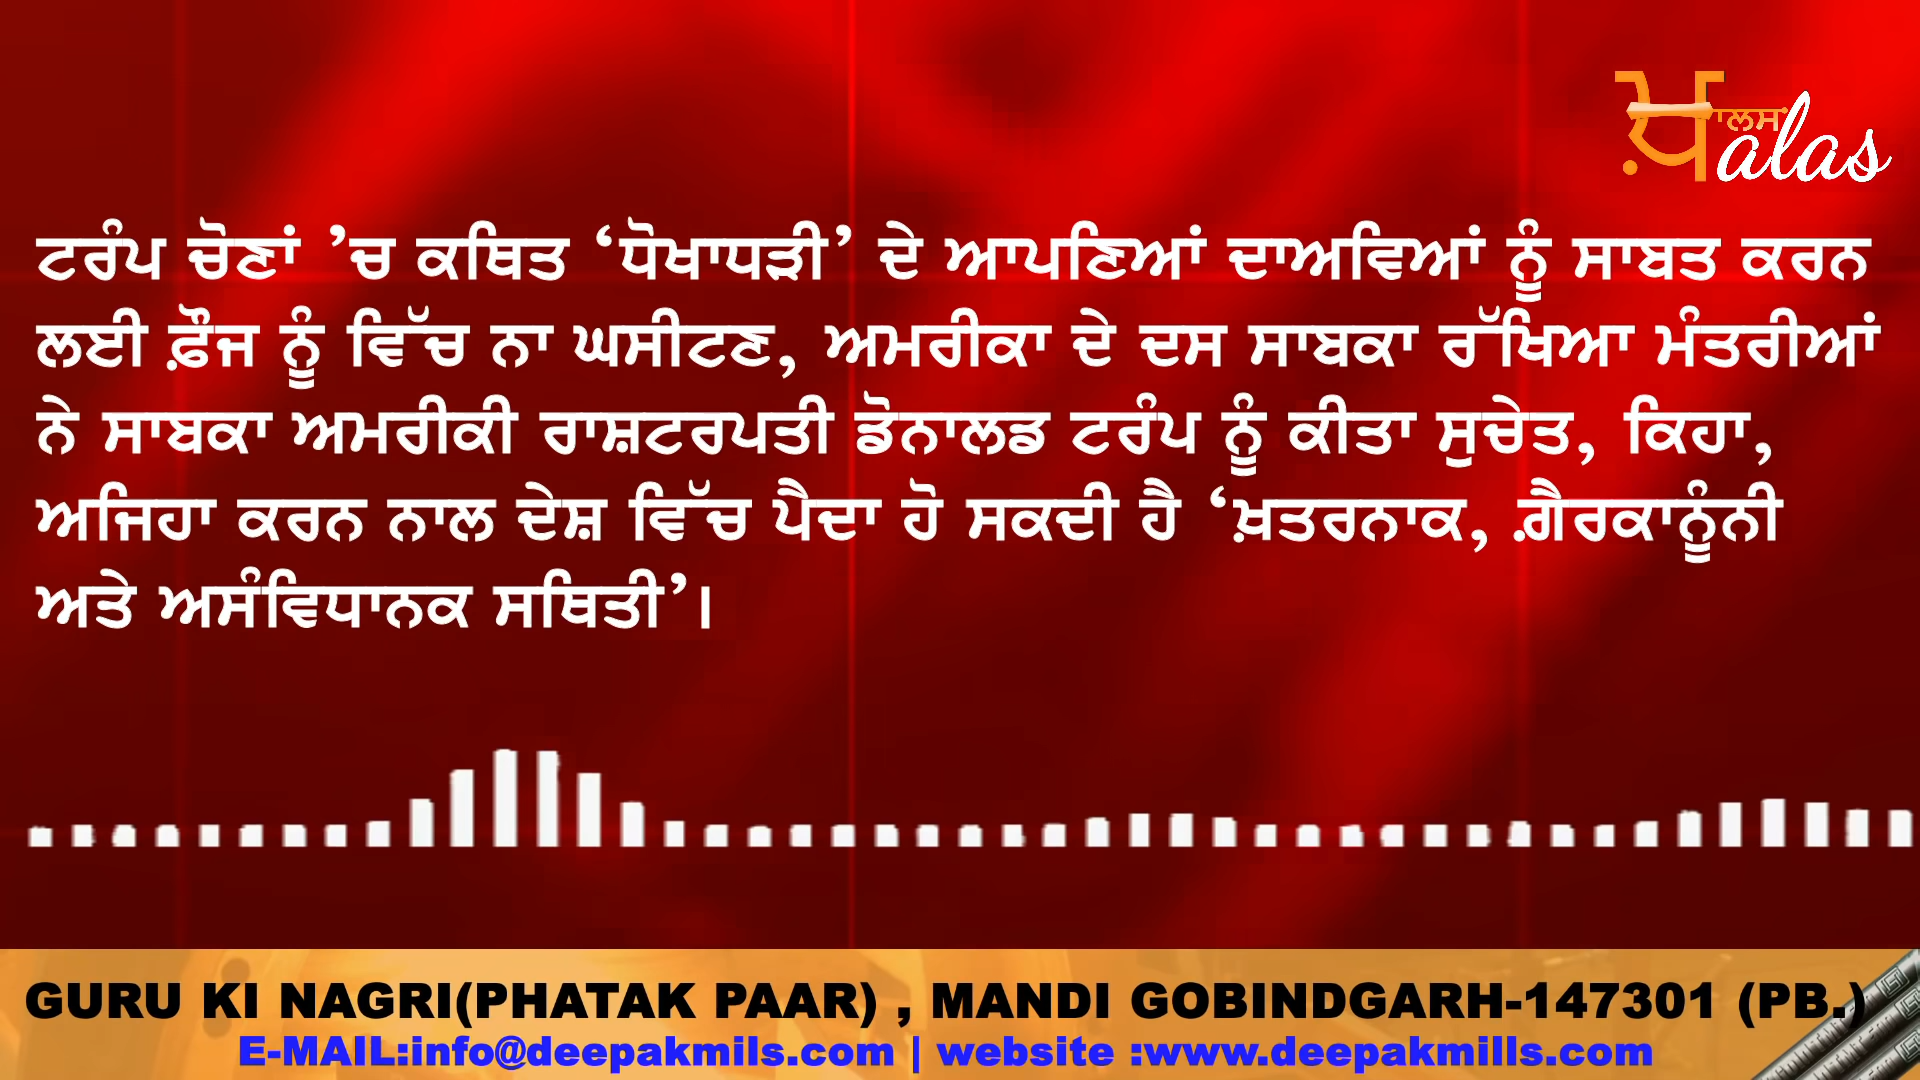 ਖ਼ਾਲਸ alas
ਟਰੰਪ ਚੋਣਾਂ ’ਚ ਕਥਿਤ ‘ਧੋਖਾਧੜੀ’ ਦੇ ਆਪਣਿਆਂ ਦਾਅਵਿਆਂ ਨੂੰ ਸਾਬਤ ਕਰਨ
ਲਈ ਫ਼ੌਜ ਨੂੰ ਵਿੱਚ ਨਾ ਘਸੀਟਣ, ਅਮਰੀਕਾ ਦੇ ਦਸ ਸਾਬਕਾ ਰੱਖਿਆ ਮੰਤਰੀਆਂ
ਨੇ ਸਾਬਕਾ ਅਮਰੀਕੀ ਰਾਸ਼ਟਰਪਤੀ ਡੋਨਾਲਡ ਟਰੰਪ ਨੂੰ ਕੀਤਾ ਸੁਚੇਤ, ਕਿਹਾ,
ਅਜਿਹਾ ਕਰਨ ਨਾਲ ਦੇਸ਼ ਵਿੱਚ ਪੈਦਾ ਹੋ ਸਕਦੀ ਹੈ ‘ਖ਼ਤਰਨਾਕ, ਗ਼ੈਰਕਾਨੂੰਨੀ
ਅਤੇ ਅਸੰਵਿਧਾਨਕ ਸਥਿਤੀ’।
GURU KI NAGRI(PHATAK PAAR) , MANDI GOBINDGARH-147301 (PB.)
E-MAIL:info@deepakmils.com | website :www.deepakmills.com